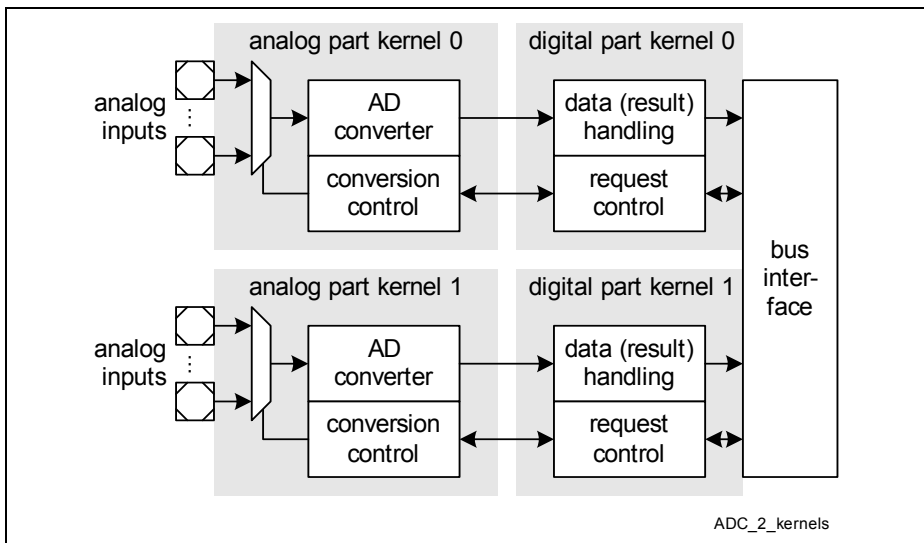 analog part kernel 0
digital part kernel 0
analog
inputs
AD
converter
data (result)
handling
conversion
control
request
control
bus
inter-
face
analog part kernel 1
digital part kernel 1
analog
inputs
AD
converter
data (result)
handling
conversion
control
request
control
ADC_2_kernels